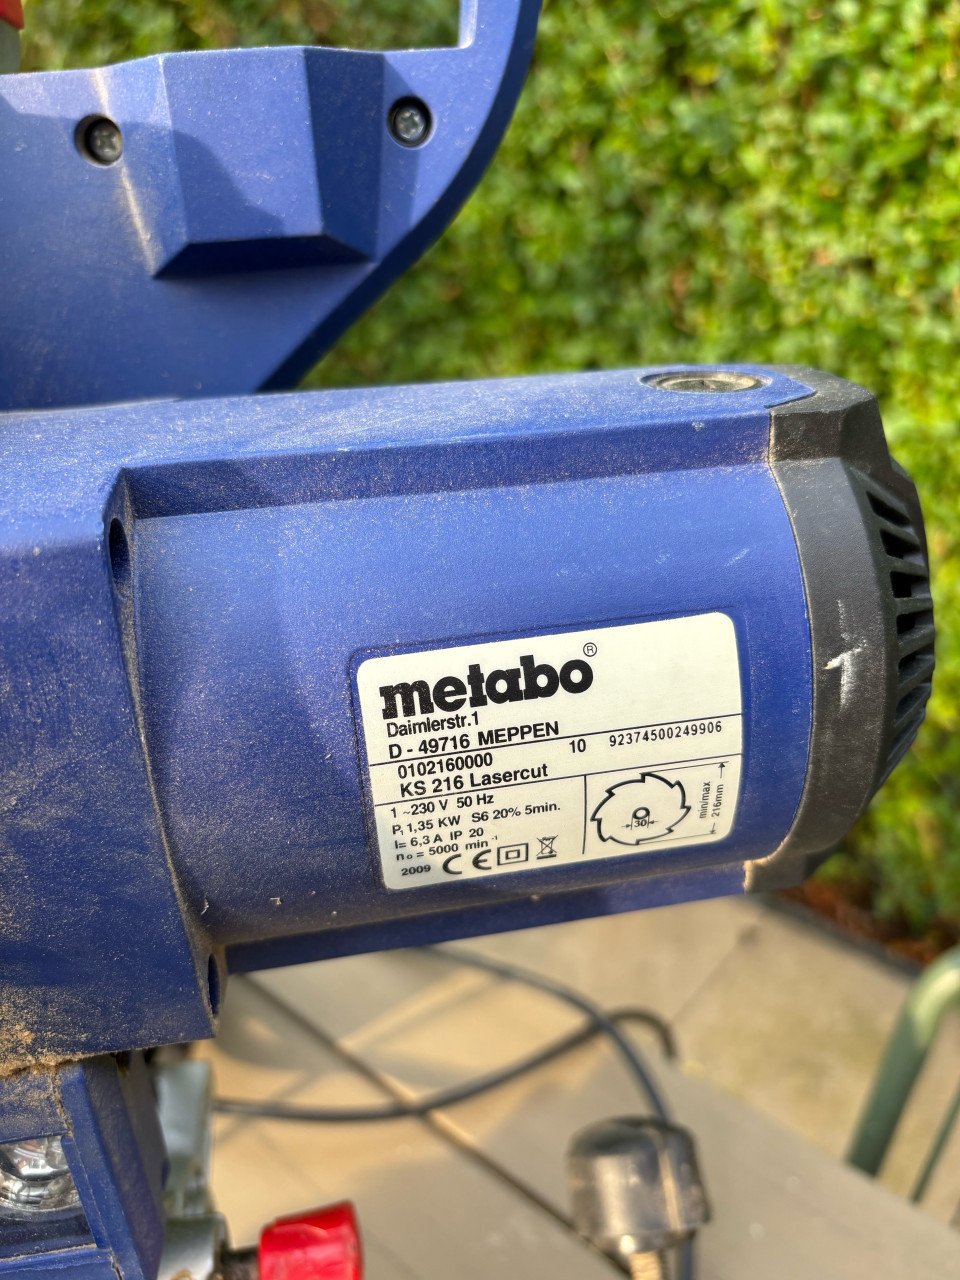 metabo®
Daimlerstr.1
D - 49716 MEPPEN
0102160000 10 92374500249906
KS 216 Lasercut
1 ~230 V 50 Hz
P₁ 1,35 KW S6 20% 5min.
I= 6,3 A IP 20
n₀ = 5000 min⁻¹
2009 CE
30
min/max
216mm